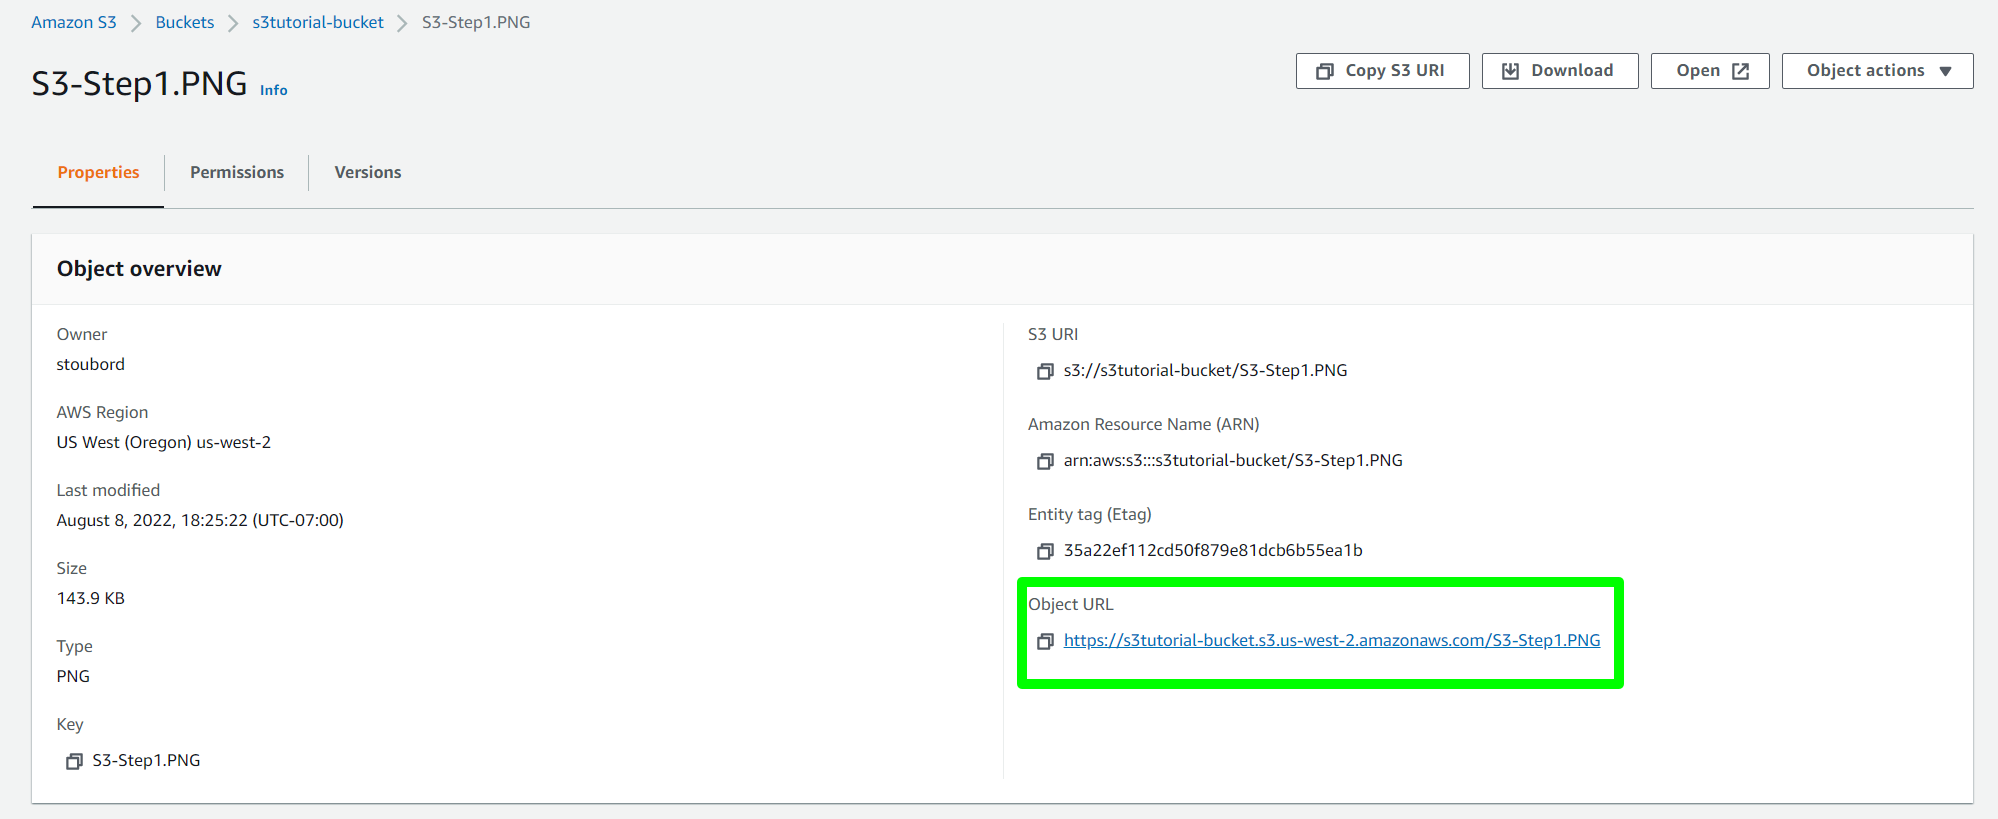 Amazon S3 > Buckets > s3tutorial-bucket > S3-Step1.PNG
S3-Step1.PNG Info
Copy S3 URI Download Open Object actions
Properties Permissions Versions
Object overview
Owner
stoubord
AWS Region
US West (Oregon) us-west-2
Last modified
August 8, 2022, 18:25:22 (UTC-07:00)
Size
143.9 KB
Type
PNG
Key
S3-Step1.PNG
S3 URI
s3://s3tutorial-bucket/S3-Step1.PNG
Amazon Resource Name (ARN)
arn:aws:s3:::s3tutorial-bucket/S3-Step1.PNG
Entity tag (Etag)
35a22ef112cd50f879e81dcb6b55ea1b
Object URL
https://s3tutorial-bucket.s3.us-west-2.amazonaws.com/S3-Step1.PNG